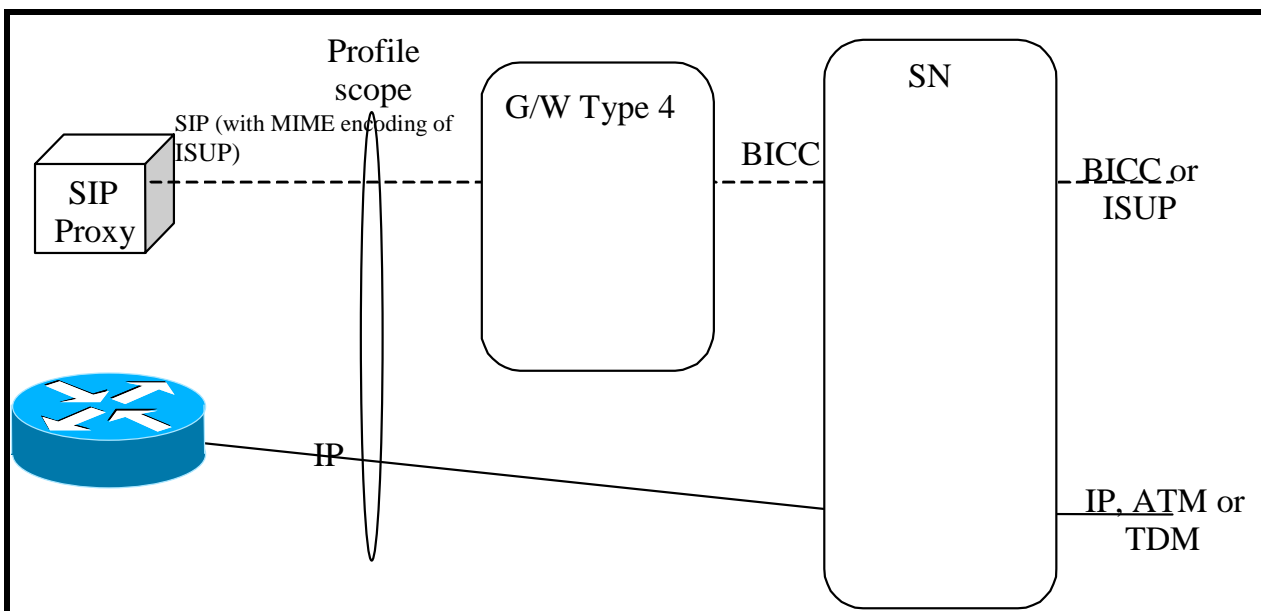 Profile
scope
SIP (with MIME encoding of
ISUP)
SIP
Proxy
G/W Type 4
BICC
SN
BICC or
ISUP
IP
IP, ATM or
TDM